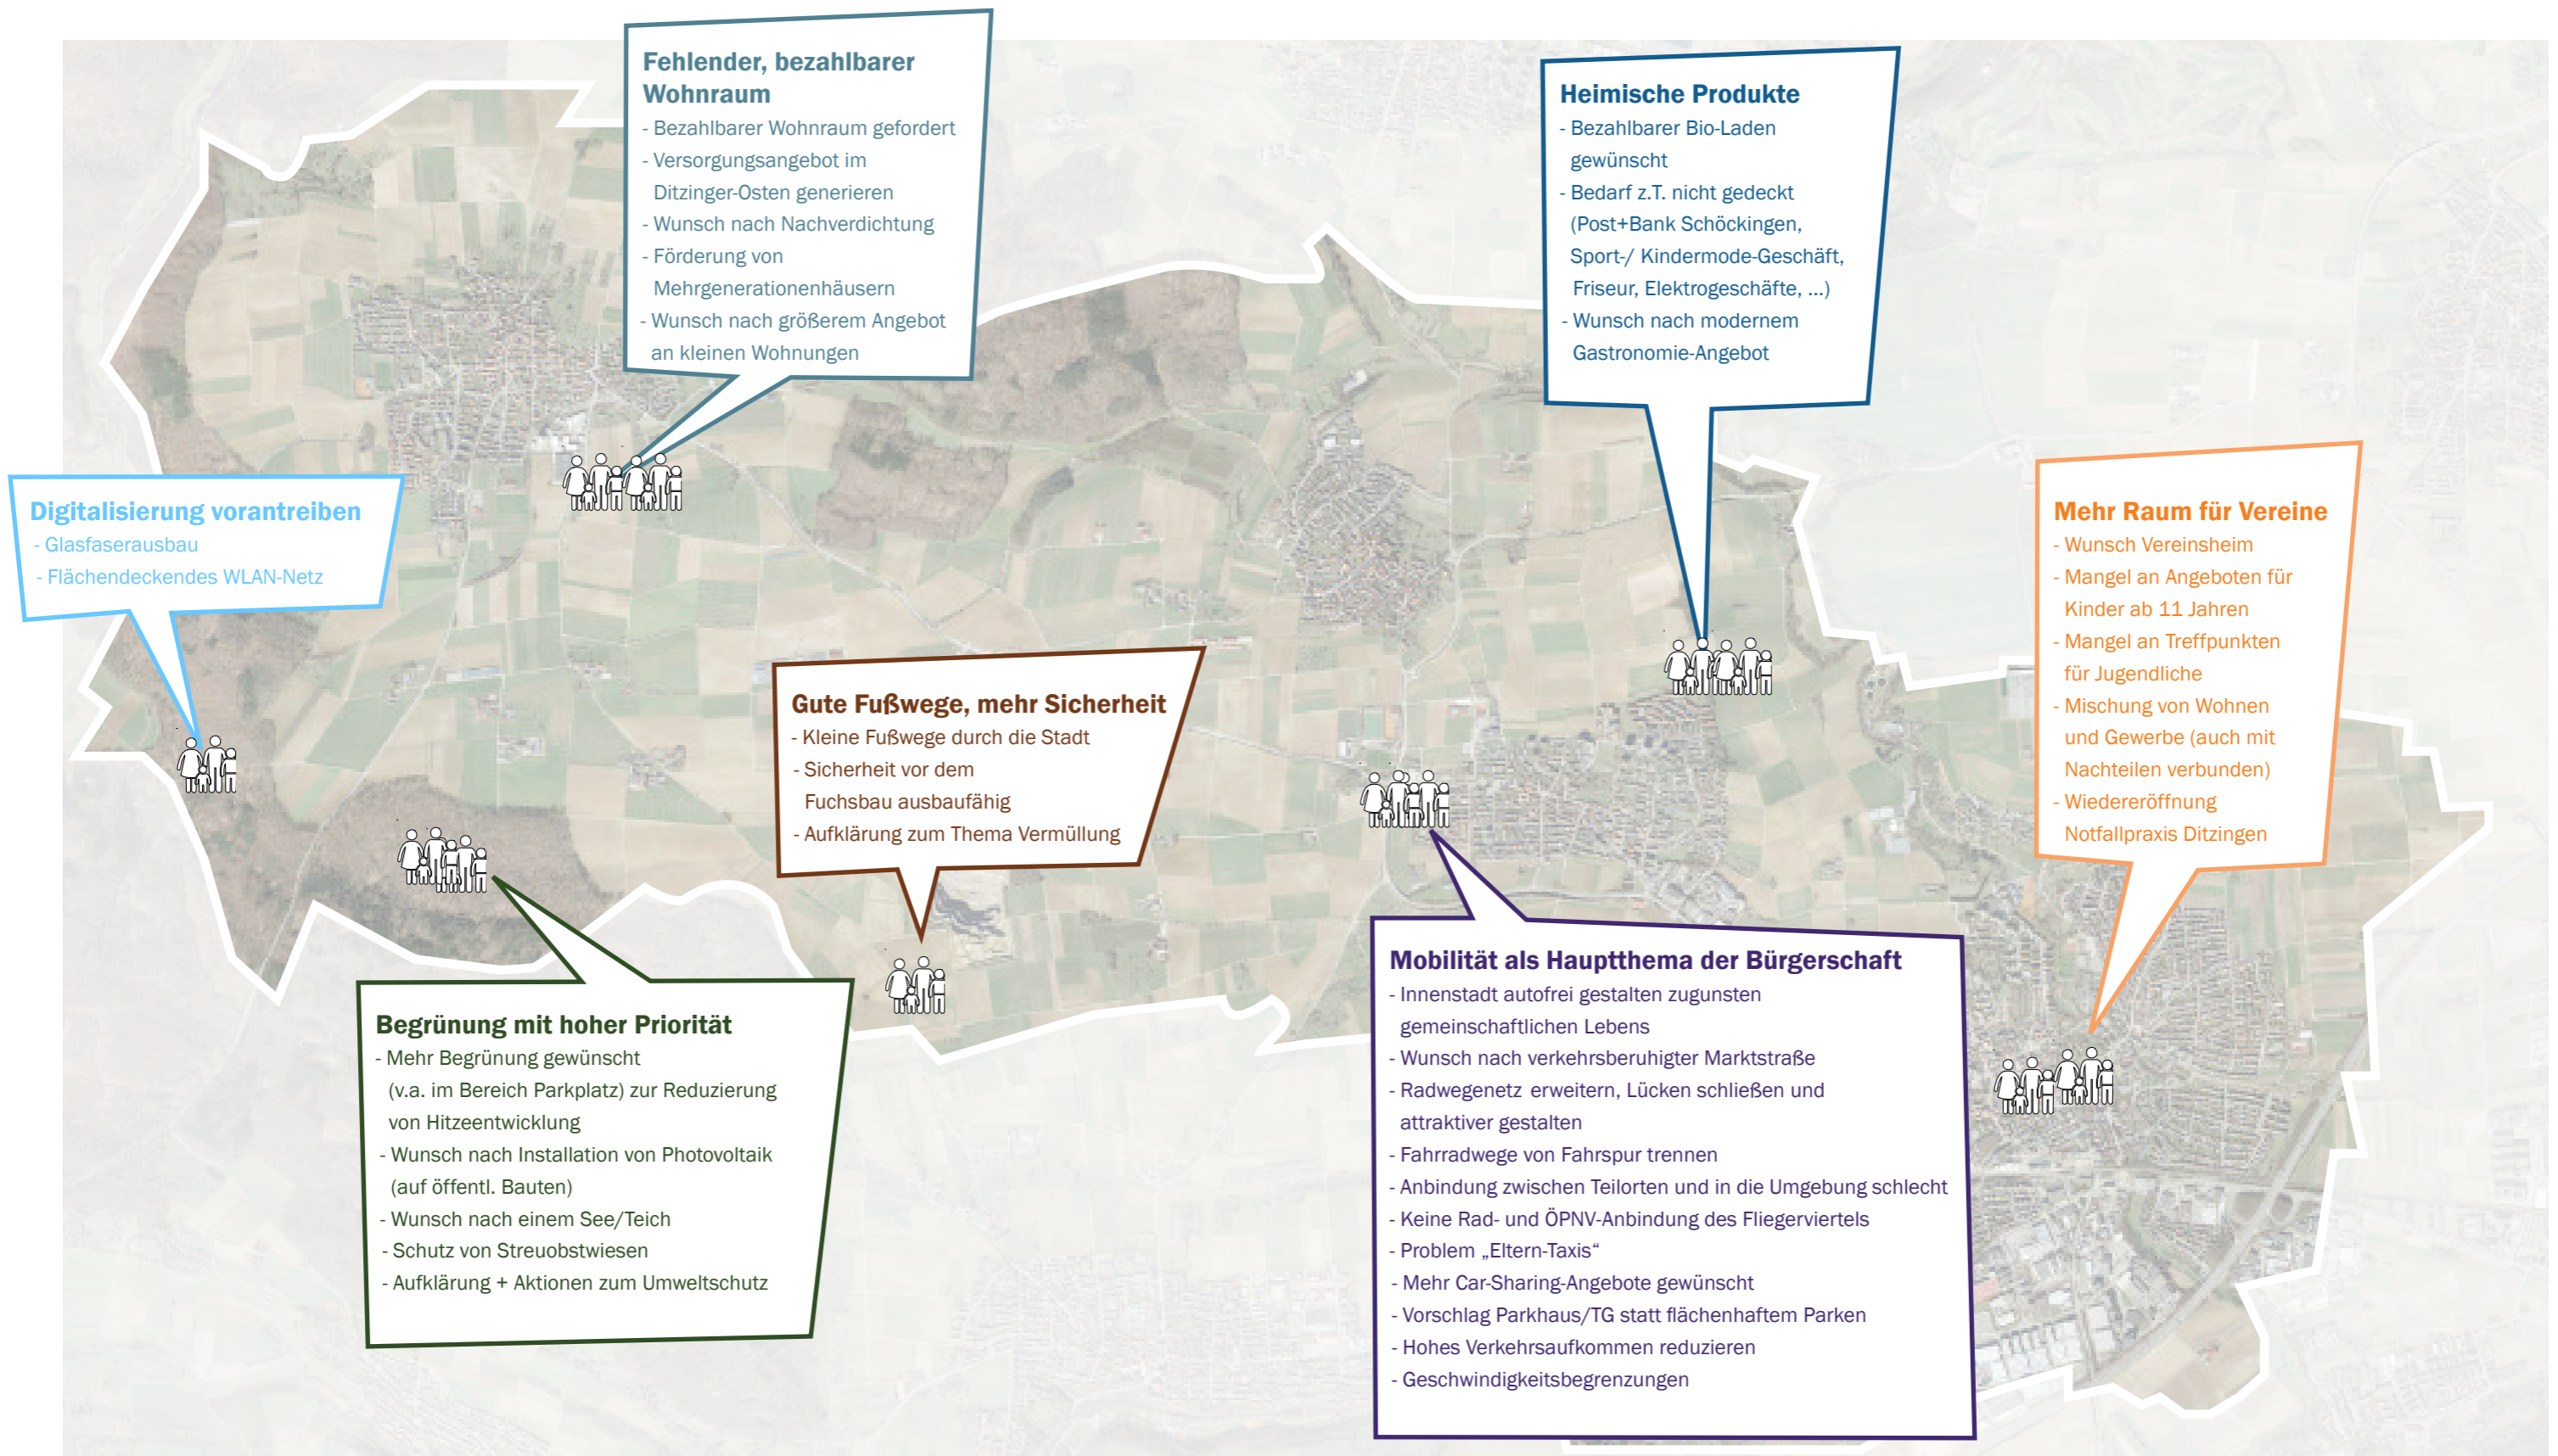 Fehlender, bezahlbarer
Wohnraum
- Bezahlbarer Wohnraum gefordert
- Versorgungsangebot im
Ditzinger-Osten generieren
- Wunsch nach Nachverdichtung
- Förderung von
Mehrgenerationenhäusern
- Wunsch nach größerem Angebot
an kleinen Wohnungen
Heimische Produkte
- Bezahlbarer Bio-Laden
gewünscht
- Bedarf z.T. nicht gedeckt
(Post+Bank Schöckingen,
Sport-/ Kindermode-Geschäft,
Friseur, Elektrogeschäfte, ...)
- Wunsch nach modernem
Gastronomie-Angebot
Digitalisierung vorantreiben
- Glasfaserausbau
- Flächendeckendes WLAN-Netz
Mehr Raum für Vereine
- Wunsch Vereinsheim
- Mangel an Angeboten für
Kinder ab 11 Jahren
- Mangel an Treffpunkten
für Jugendliche
- Mischung von Wohnen
und Gewerbe (auch mit
Nachteilen verbunden)
- Wiedereröffnung
Notfallpraxis Ditzingen
Gute Fußwege, mehr Sicherheit
- Kleine Fußwege durch die Stadt
- Sicherheit vor dem
Fuchsbau ausbaufähig
- Aufklärung zum Thema Vermüllung
Begrünung mit hoher Priorität
- Mehr Begrünung gewünscht
(v.a. im Bereich Parkplatz) zur Reduzierung
von Hitzeentwicklung
- Wunsch nach Installation von Photovoltaik
(auf öffentl. Bauten)
- Wunsch nach einem See/Teich
- Schutz von Streuobstwiesen
- Aufklärung + Aktionen zum Umweltschutz
Mobilität als Hauptthema der Bürgerschaft
- Innenstadt autofrei gestalten zugunsten
gemeinschaftlichen Lebens
- Wunsch nach verkehrsberuhigter Marktstraße
- Radwegenetz erweitern, Lücken schließen und
attraktiver gestalten
- Fahrradwege von Fahrspur trennen
- Anbindung zwischen Teilorten und in die Umgebung schlecht
- Keine Rad- und ÖPNV-Anbindung des Fliegerviertels
- Problem „Eltern-Taxis“
- Mehr Car-Sharing-Angebote gewünscht
- Vorschlag Parkhaus/TG statt flächenhaftem Parken
- Hohes Verkehrsaufkommen reduzieren
- Geschwindigkeitsbegrenzungen